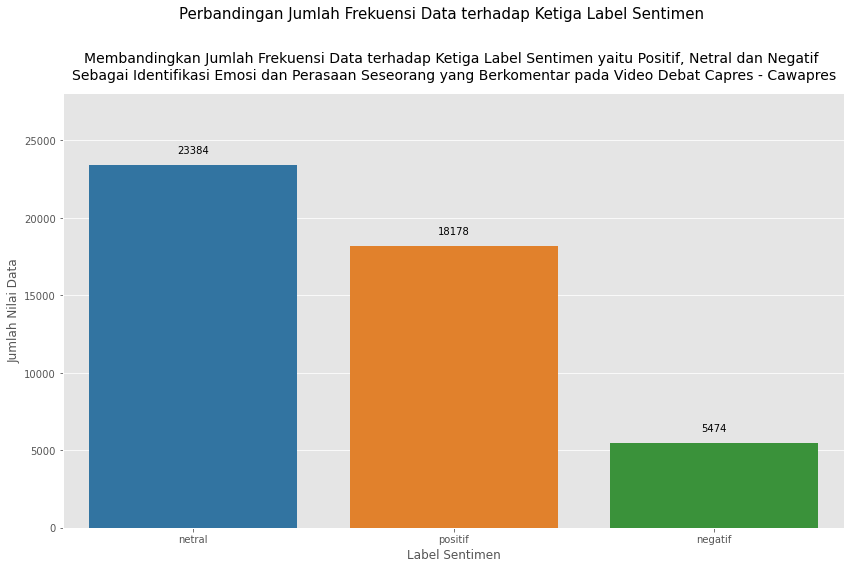 Perbandingan Jumlah Frekuensi Data terhadap Ketiga Label Sentimen
Membandingkan Jumlah Frekuensi Data terhadap Ketiga Label Sentimen yaitu Positif, Netral dan Negatif
Sebagai Identifikasi Emosi dan Perasaan Seseorang yang Berkomentar pada Video Debat Capres - Cawapres
25000
20000
15000
10000
5000
0
Jumlah Nilai Data
23384
18178
5474
netral
positif
negatif
Label Sentimen